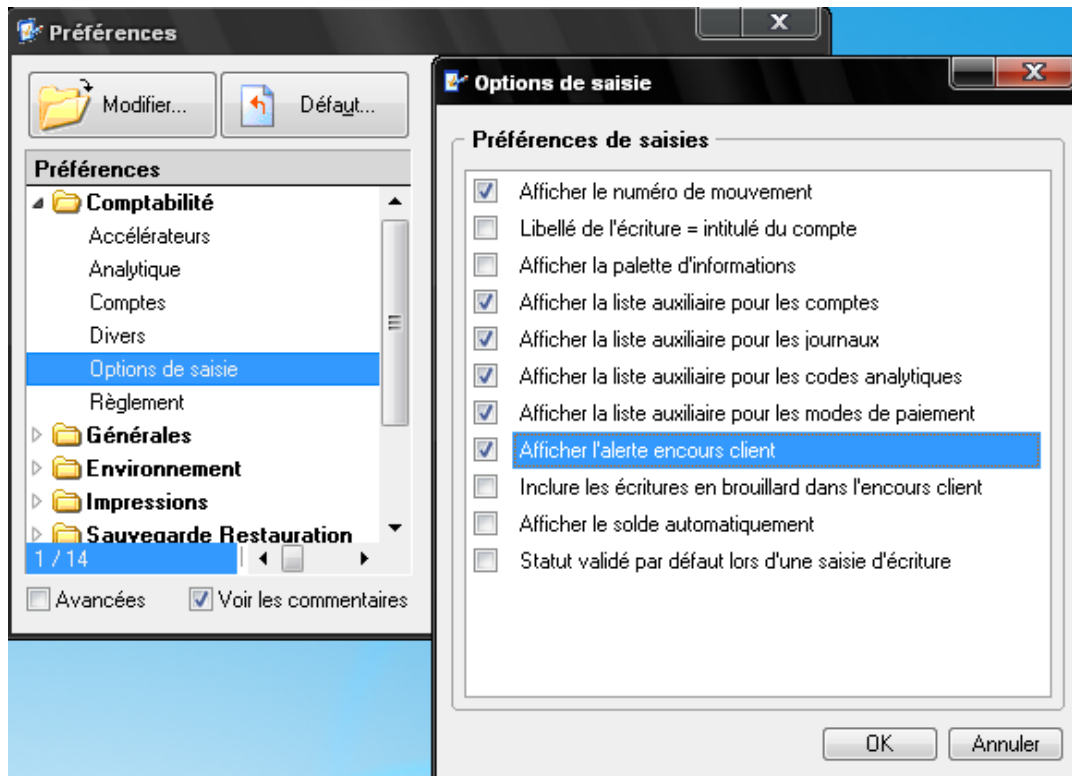 Préférences
Modifier...
Défaut...
Préférences
Comptabilité
Accélérateurs
Analytique
Comptes
Divers
Options de saisie
Règlement
Générales
Environnement
Impressions
Sauvegarde Restauration
1 / 14
Avancées
Voir les commentaires
Options de saisie
Préférences de saisies
Afficher le numéro de mouvement
Libellé de l'écriture = intitulé du compte
Afficher la palette d'informations
Afficher la liste auxiliaire pour les comptes
Afficher la liste auxiliaire pour les journaux
Afficher la liste auxiliaire pour les codes analytiques
Afficher la liste auxiliaire pour les modes de paiement
Afficher l'alerte encours client
Inclure les écritures en brouillard dans l'encours client
Afficher le solde automatiquement
Statut validé par défaut lors d'une saisie d'écriture
OK
Annuler